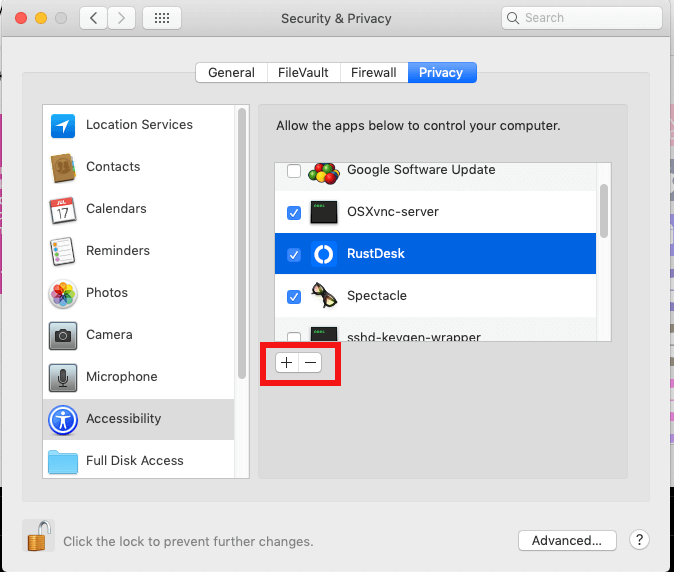 Security & Privacy
Search
General
FileVault
Firewall
Privacy
Location Services
Contacts
JUL
17
Calendars
Reminders
Photos
Camera
Microphone
Accessibility
Full Disk Access
Allow the apps below to control your computer.
Google Software Update
OSXvnc-server
RustDesk
Spectacle
sshd-keygen-wrapper
+ −
Click the lock to prevent further changes.
Advanced...
?